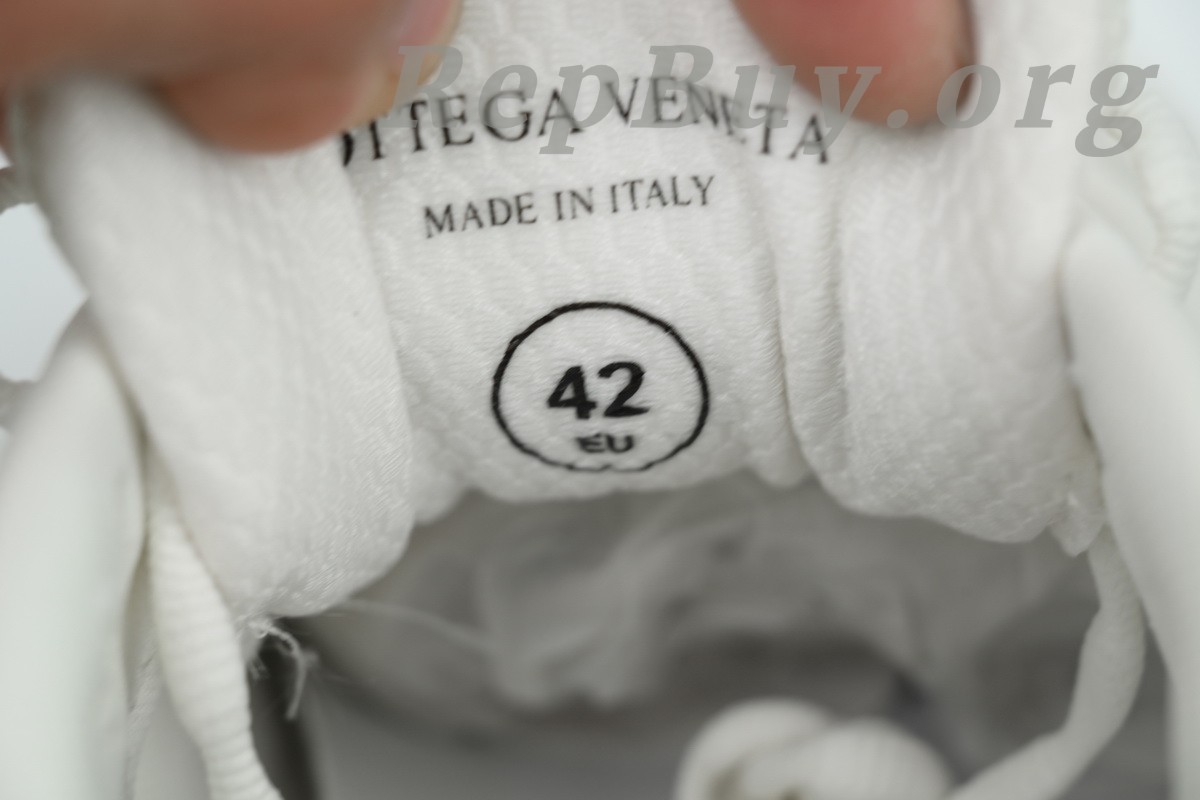 RepBuy.org
OTTEGA VENETA
MADE IN ITALY
42
EU